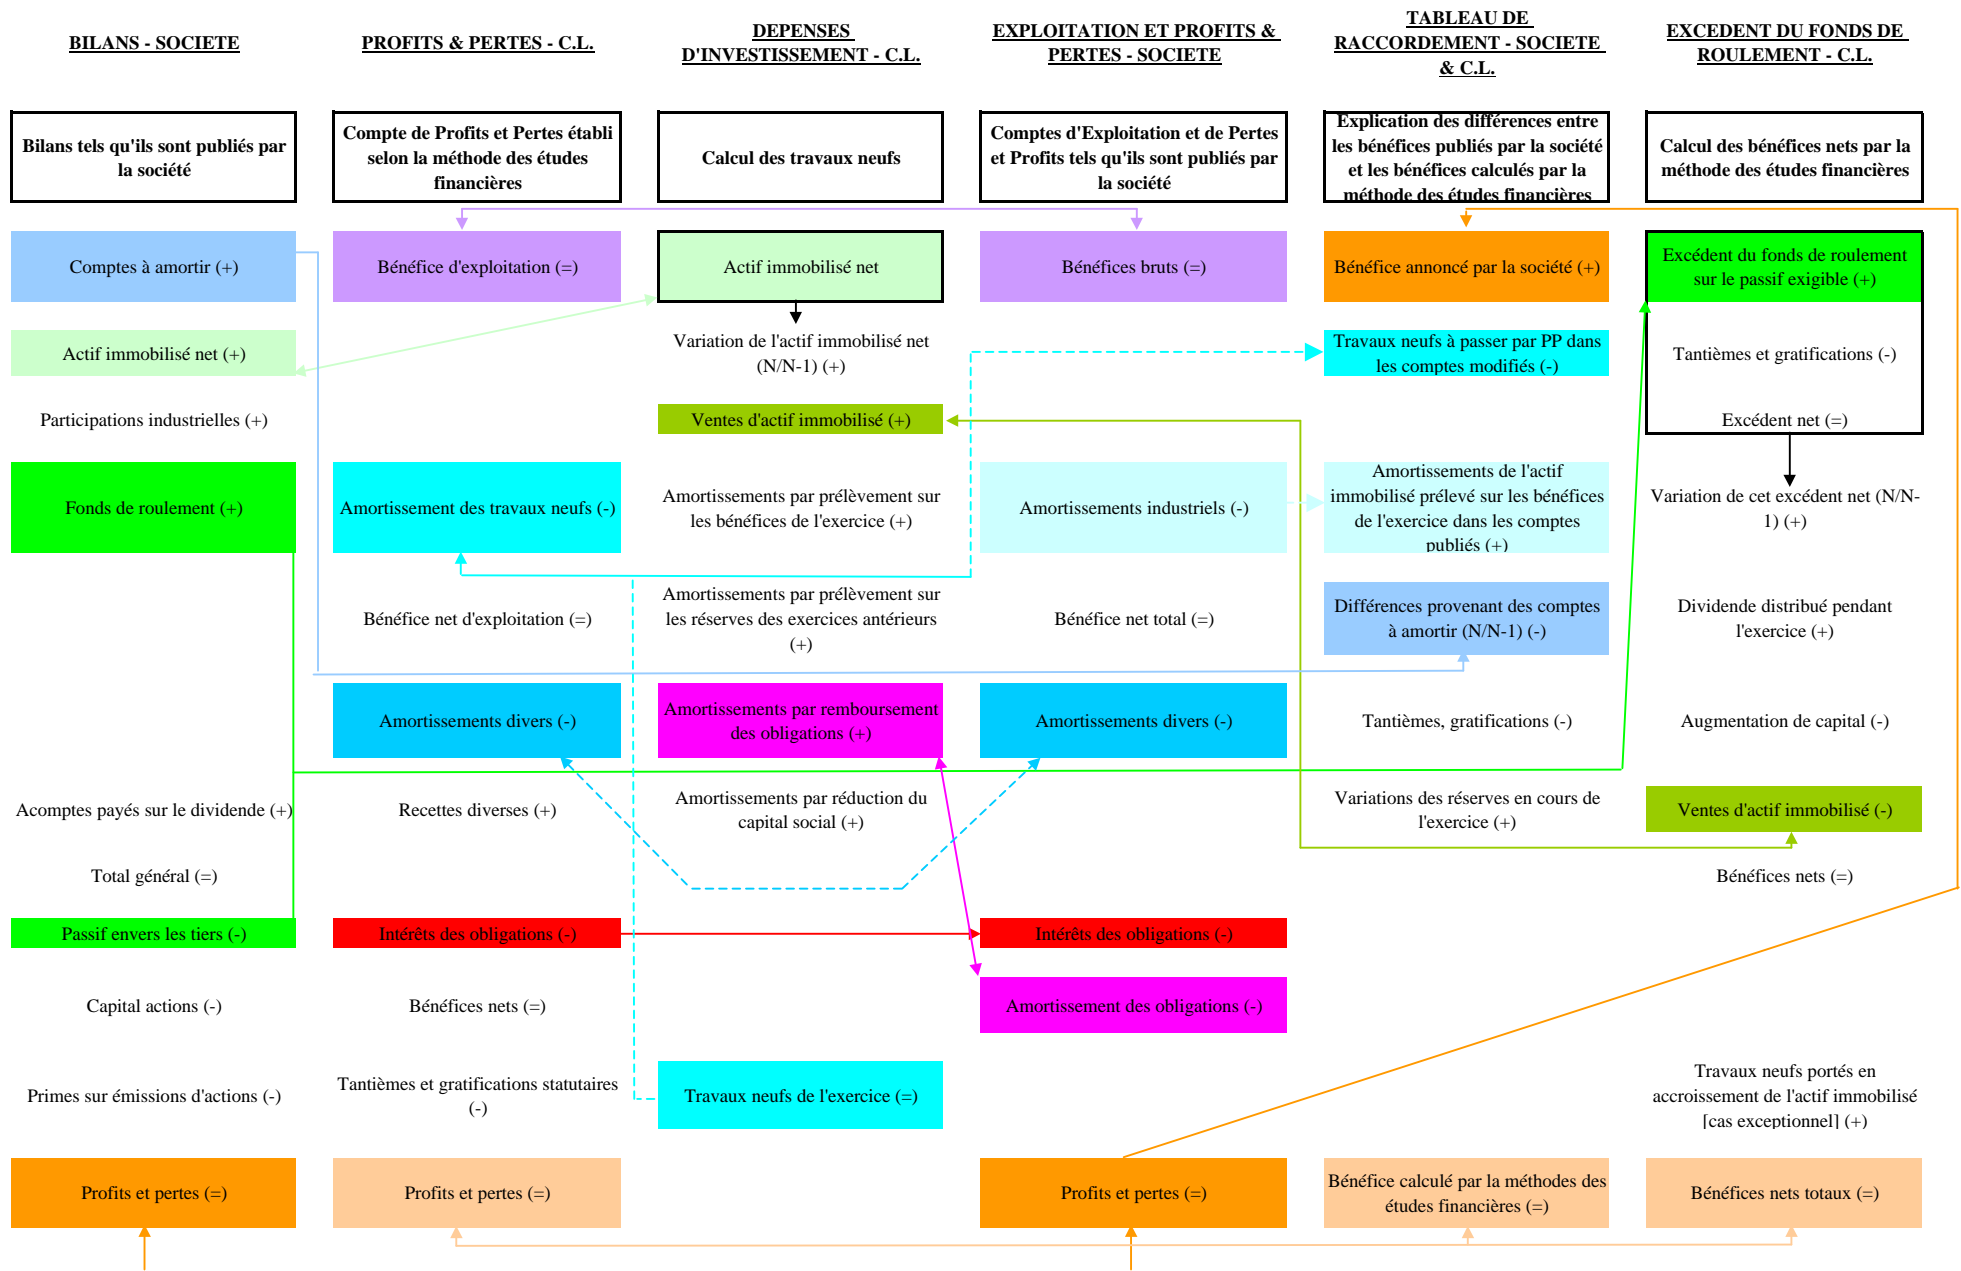 BILANS - SOCIETE
PROFITS & PERTES - C.L.
DEPENSES
D'INVESTISSEMENT - C.L.
EXPLOITATION ET PROFITS &
PERTES - SOCIETE
TABLEAU DE
RACCORDEMENT - SOCIETE
& C.L.
EXCEDENT DU FONDS DE
ROULEMENT - C.L.
Bilans tels qu'ils sont publiés par
la société
Compte de Profits et Pertes établi
selon la méthode des études
financières
Calcul des travaux neufs
Comptes d'Exploitation et de Pertes
et Profits tels qu'ils sont publiés par
la société
Explication des différences entre
les bénéfices publiés par la société
et les bénéfices calculés par la
méthode des études financières
Calcul des bénéfices nets par la
méthode des études financières
Comptes à amortir (+)
Bénéfice d'exploitation (=)
Actif immobilisé net
Bénéfices bruts (=)
Bénéfice annoncé par la société (+)
Excédent du fonds de roulement
sur le passif exigible (+)
Actif immobilisé net (+)
Variation de l'actif immobilisé net
(N/N-1) (+)
Travaux neufs à passer par PP dans
les comptes modifiés (-)
Tantièmes et gratifications (-)
Participations industrielles (+)
Ventes d'actif immobilisé (+)
Excédent net (=)
Fonds de roulement (+)
Amortissement des travaux neufs (-)
Amortissements par prélèvement sur
les bénéfices de l'exercice (+)
Amortissements industriels (-)
Amortissements de l'actif
immobilisé prélevé sur les bénéfices
de l'exercice dans les comptes
publiés (+)
Variation de cet excédent net (N/N-
1) (+)
Bénéfice net d'exploitation (=)
Amortissements par prélèvement sur
les réserves des exercices antérieurs
(+)
Bénéfice net total (=)
Différences provenant des comptes
à amortir (N/N-1) (-)
Dividende distribué pendant
l'exercice (+)
Amortissements divers (-)
Amortissements par remboursement
des obligations (+)
Amortissements divers (-)
Tantièmes, gratifications (-)
Augmentation de capital (-)
Acomptes payés sur le dividende (+)
Recettes diverses (+)
Amortissements par réduction du
capital social (+)
Variations des réserves en cours de
l'exercice (+)
Ventes d'actif immobilisé (-)
Total général (=)
Bénéfices nets (=)
Passif envers les tiers (-)
Intérêts des obligations (-)
Intérêts des obligations (-)
Capital actions (-)
Bénéfices nets (=)
Amortissement des obligations (-)
Primes sur émissions d'actions (-)
Tantièmes et gratifications statutaires
(-)
Travaux neufs de l'exercice (=)
Travaux neufs portés en
accroissement de l'actif immobilisé
[cas exceptionnel] (+)
Profits et pertes (=)
Profits et pertes (=)
Profits et pertes (=)
Bénéfice calculé par la méthodes des
études financières (=)
Bénéfices nets totaux (=)